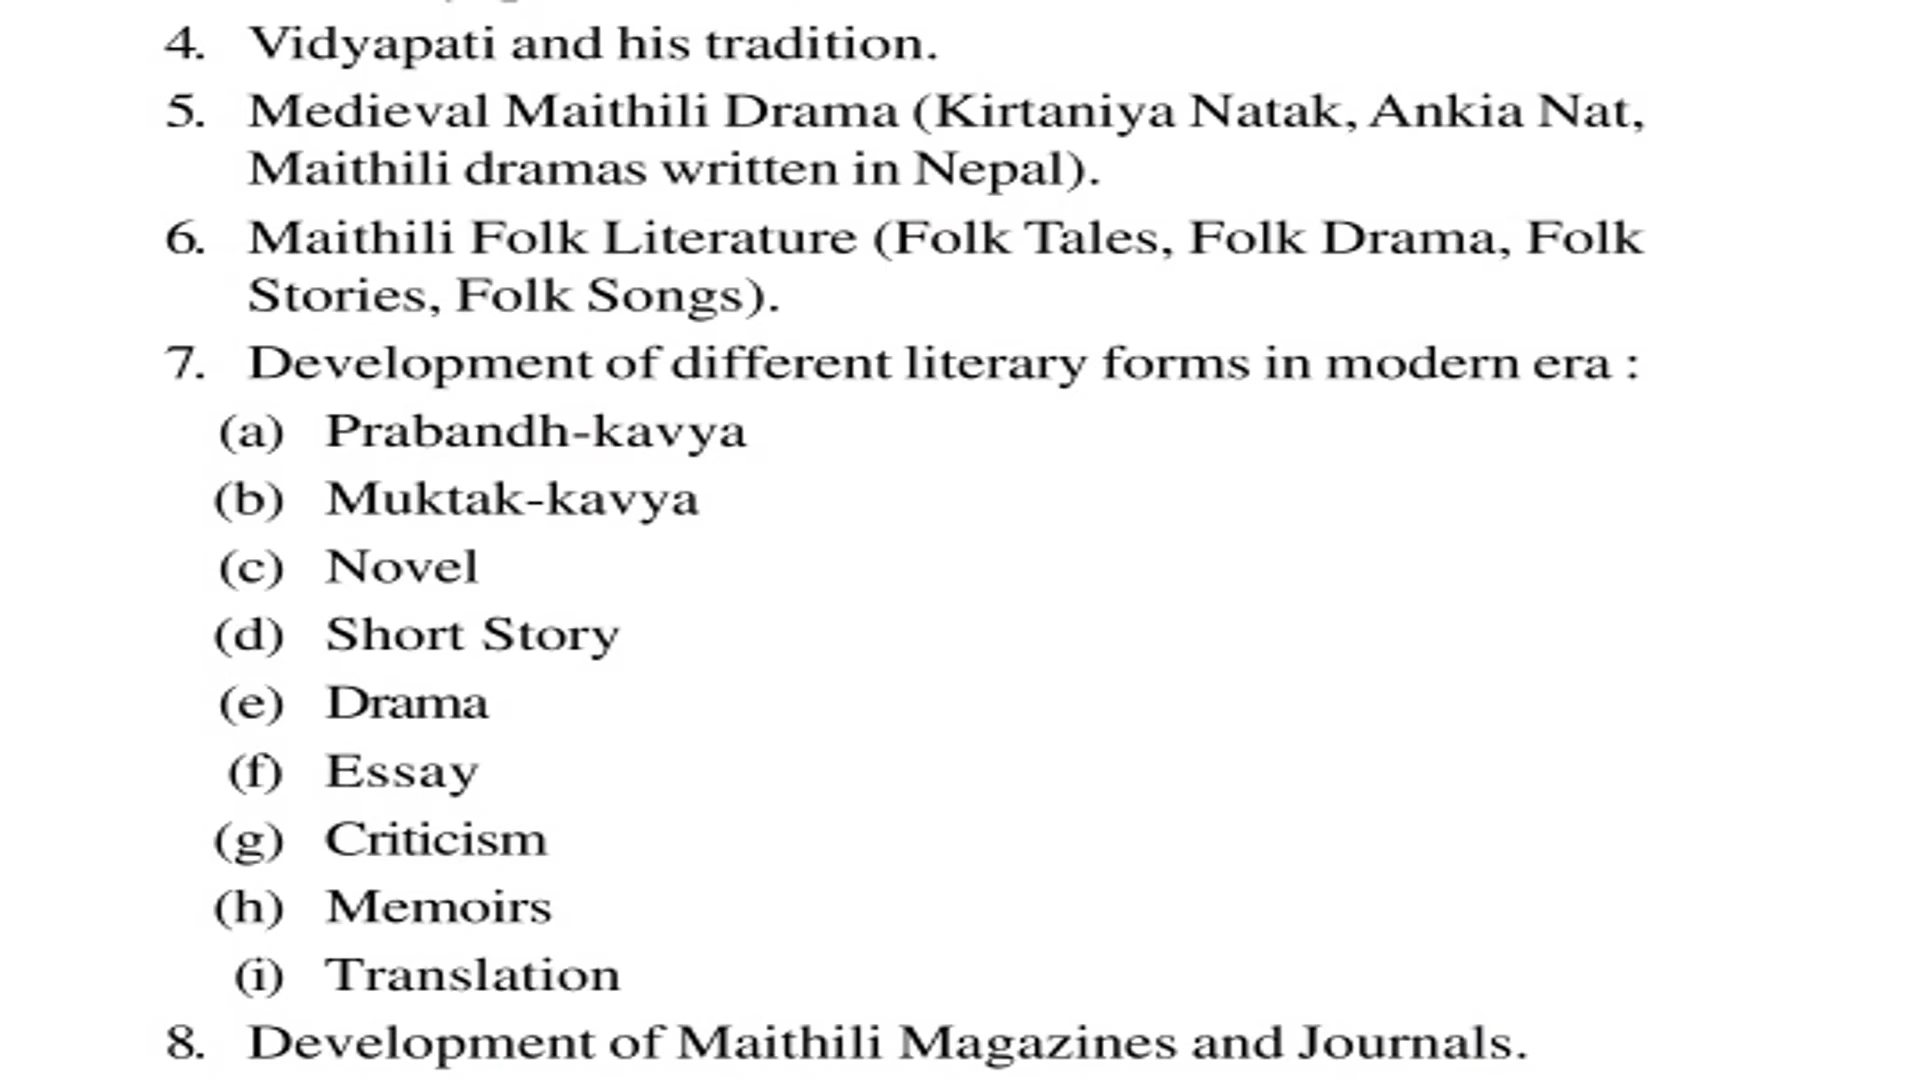 4. Vidyapati and his tradition.
5. Medieval Maithili Drama (Kirtaniya Natak, Ankia Nat,
Maithili dramas written in Nepal).
6. Maithili Folk Literature (Folk Tales, Folk Drama, Folk
Stories, Folk Songs).
7. Development of different literary forms in modern era :
(a) Prabandh-kavya
(b) Muktak-kavya
(c) Novel
(d) Short Story
(e) Drama
(f) Essay
(g) Criticism
(h) Memoirs
(i) Translation
8. Development of Maithili Magazines and Journals.